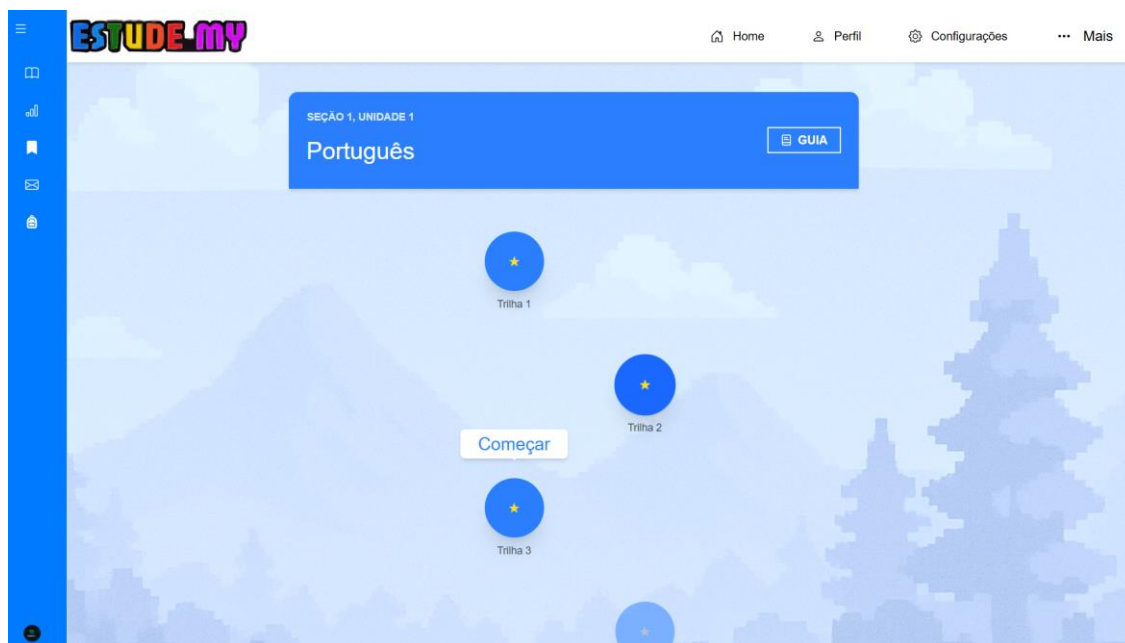 ESTUDE-MY
Home
Perfil
Configurações
Mais
SEÇÃO 1, UNIDADE 1
Português
GUIA
Trilha 1
Trilha 2
Começar
Trilha 3